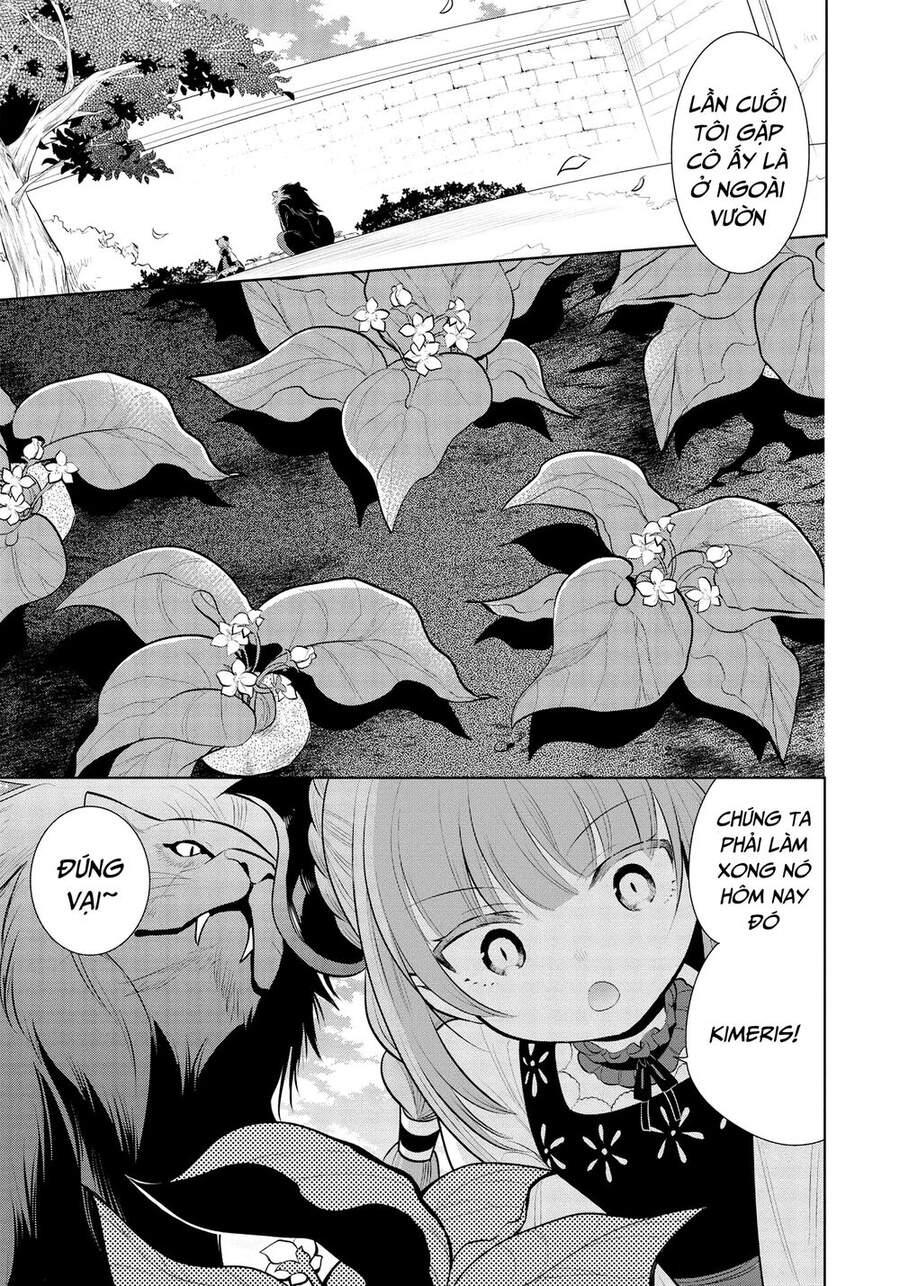 LẦN CUỐI
TÔI GẶP
CÔ ẤY LÀ
Ở NGOÀI
VƯỜN
CHÚNG TA
PHẢI LÀM
XONG NÓ
HÔM NAY
ĐÓ
KIMERIS!
ĐÚNG
VẠI~